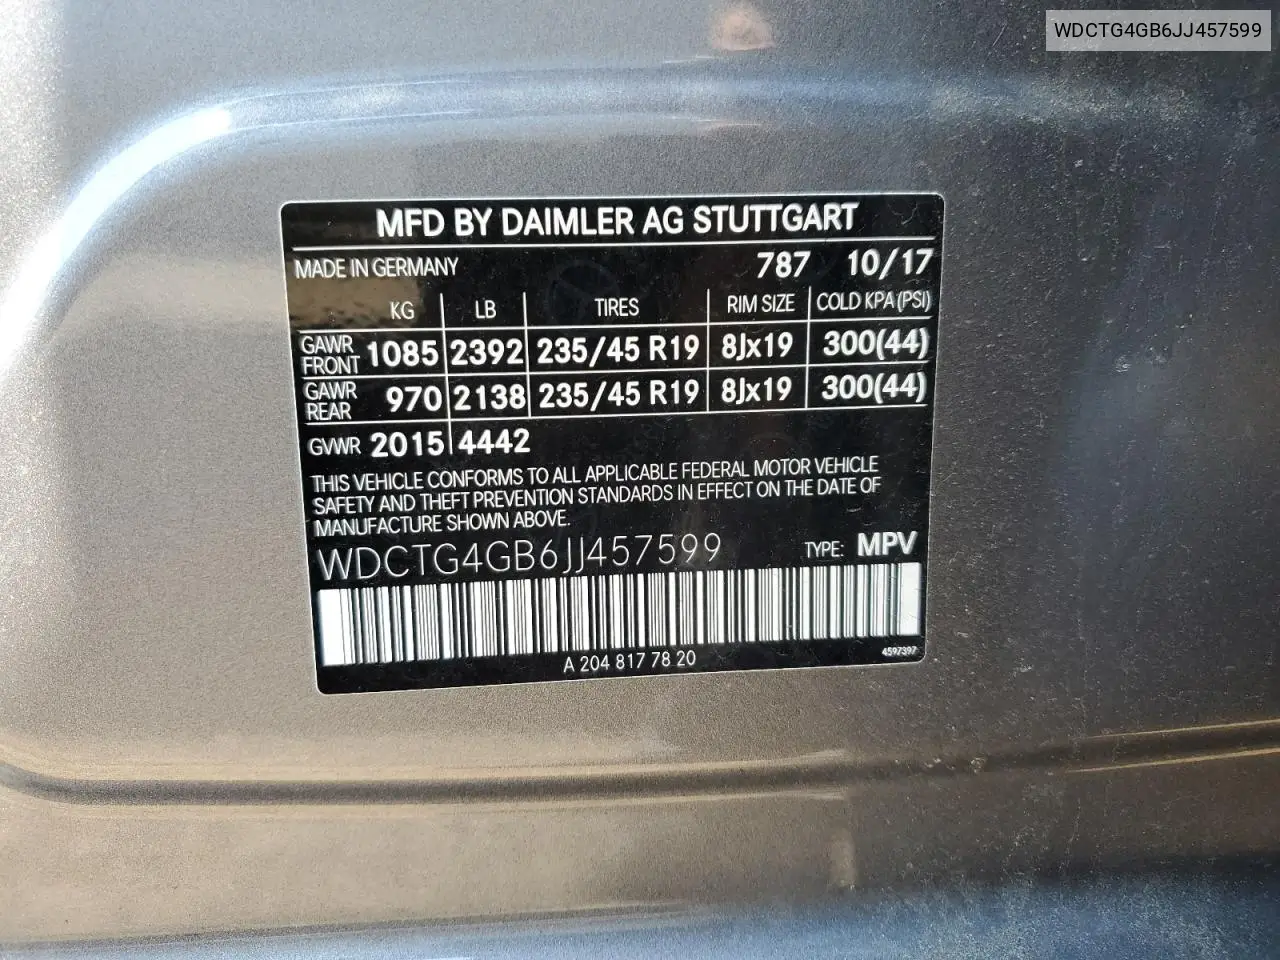 WDCTG4GB6JJ457599
MFD BY DAIMLER AG STUTTGART
MADE IN GERMANY 787 10/17
KG LB TIRES RIM SIZE COLD KPA (PSI)
GAWR FRONT 1085 2392 235/45 R19 8Jx19 300(44)
GAWR REAR 970 2138 235/45 R19 8Jx19 300(44)
GVWR 2015 4442
THIS VEHICLE CONFORMS TO ALL APPLICABLE FEDERAL MOTOR VEHICLE
SAFETY AND THEFT PREVENTION STANDARDS IN EFFECT ON THE DATE OF
MANUFACTURE SHOWN ABOVE.
WDCTG4GB6JJ457599 TYPE: MPV
A 204 817 78 20 4597397